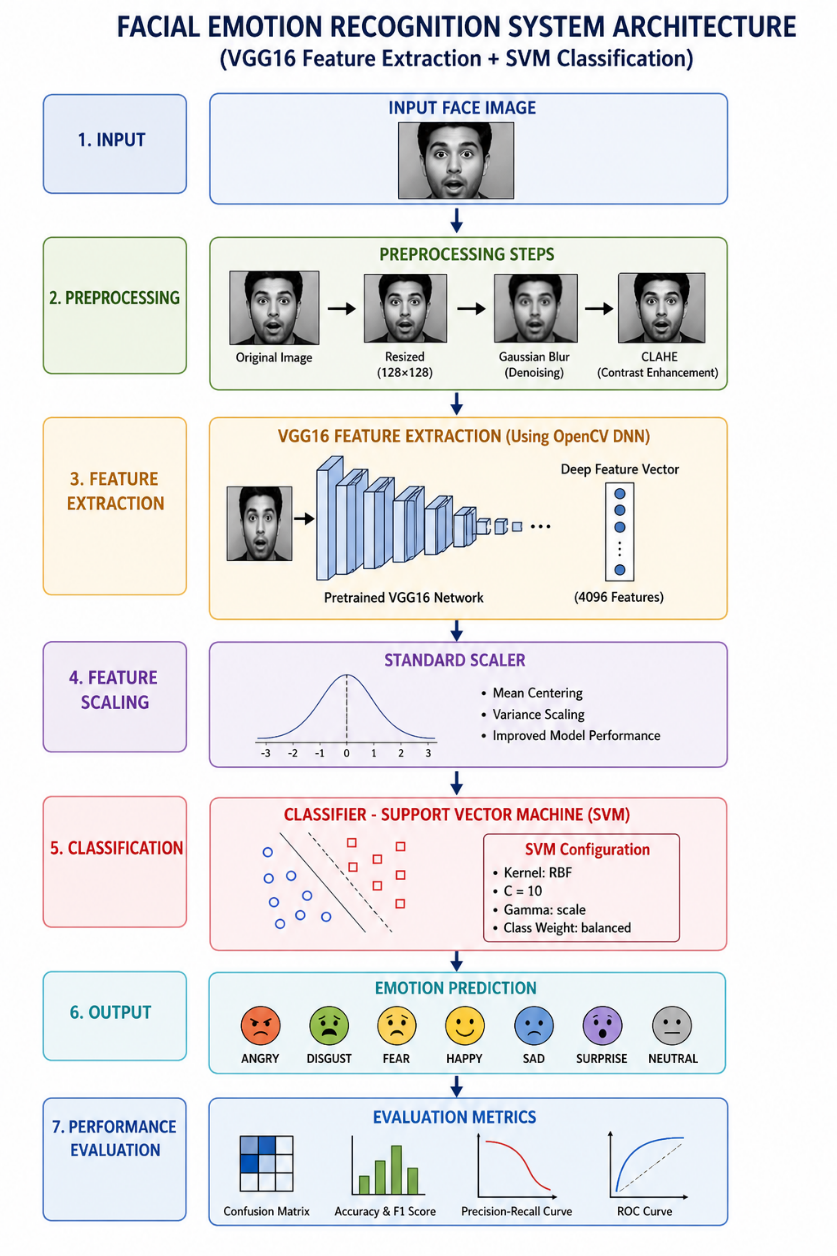 FACIAL EMOTION RECOGNITION SYSTEM ARCHITECTURE
(VGG16 Feature Extraction + SVM Classification)
1. INPUT
INPUT FACE IMAGE
2. PREPROCESSING
PREPROCESSING STEPS
Original Image
Resized
(128×128)
Gaussian Blur
(Denoising)
CLAHE
(Contrast Enhancement)
3. FEATURE
EXTRACTION
VGG16 FEATURE EXTRACTION (Using OpenCV DNN)
Pretrained VGG16 Network
Deep Feature Vector
(4096 Features)
4. FEATURE
SCALING
STANDARD SCALER
-3 -2 -1 0 1 2 3
• Mean Centering
• Variance Scaling
• Improved Model Performance
5. CLASSIFICATION
CLASSIFIER - SUPPORT VECTOR MACHINE (SVM)
SVM Configuration
• Kernel: RBF
• C = 10
• Gamma: scale
• Class Weight: balanced
6. OUTPUT
EMOTION PREDICTION
ANGRY DISGUST FEAR HAPPY SAD SURPRISE NEUTRAL
7. PERFORMANCE
EVALUATION
EVALUATION METRICS
Confusion Matrix Accuracy & F1 Score Precision-Recall Curve ROC Curve